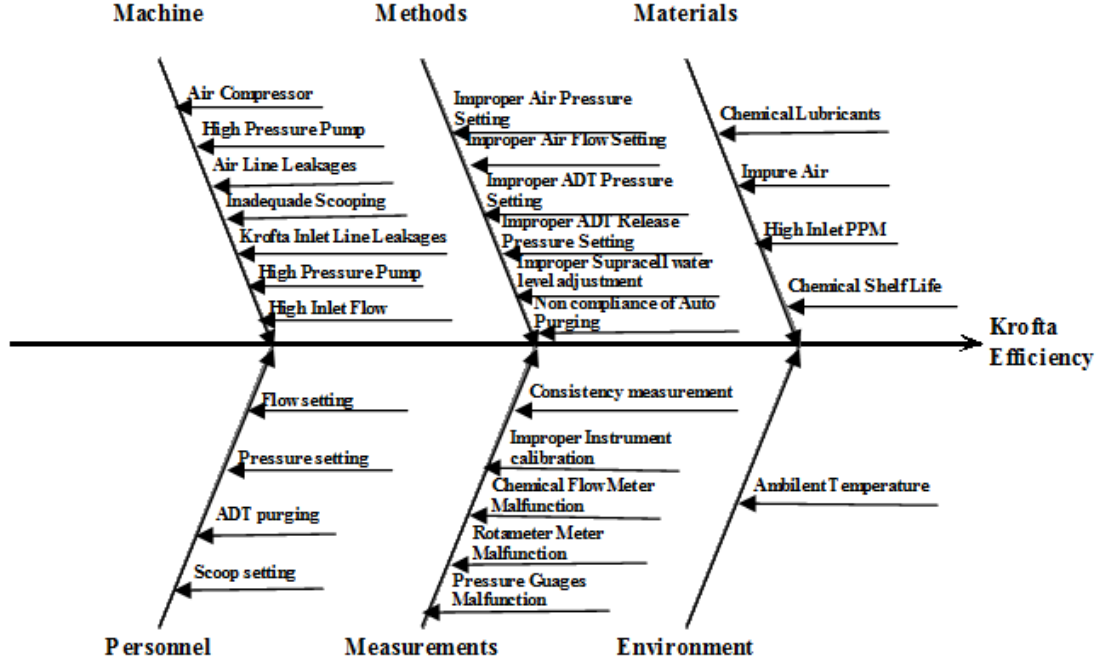 Machine
Methods
Materials
Air Compressor
High Pressure Pump
Air Line Leakages
Inadequade Scooping
Krofta Inlet Line Leakages
High Pressure Pump
High Inlet Flow
Improper Air Pressure
Setting
Improper Air Flow Setting
Improper ADT Pressure
Setting
Improper ADT Release
Pressure Setting
Improper Supracell water
level adjustment
Non compliance of Auto
Purging
Chemical Lubricants
Impure Air
High Inlet PPM
Chemical Shelf Life
Krofta
Efficiency
Flow setting
Pressure setting
ADT purging
Scoop setting
Consistency measurement
Improper Instrument
calibration
Chemical Flow Meter
Malfunction
Rotameter Meter
Malfunction
Pressure Guages
Malfunction
Ambilent Temperature
Personnel
Measurements
Environment